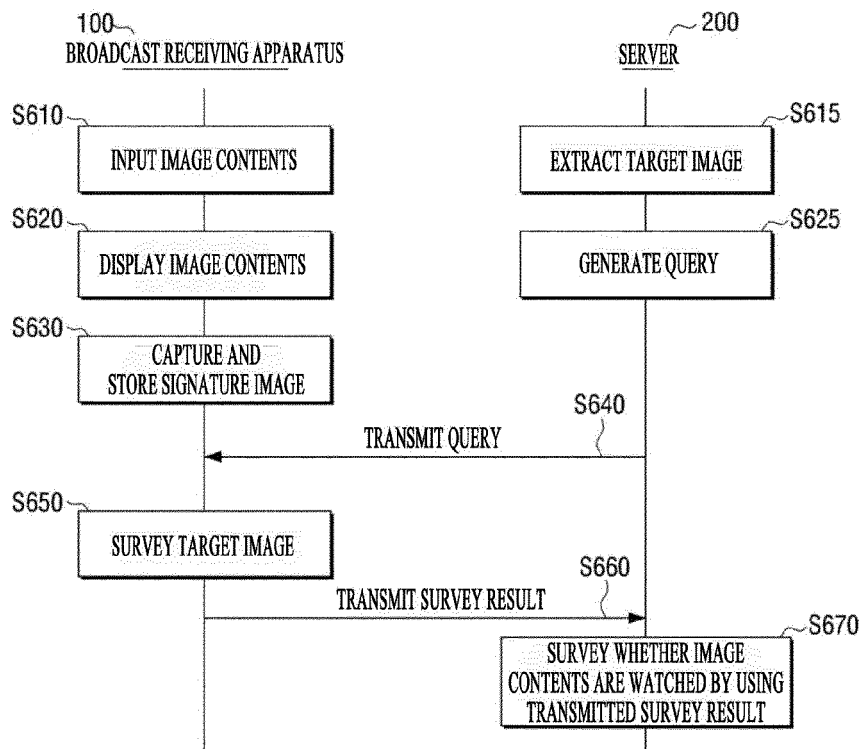 100
BROADCAST RECEIVING APPARATUS
200
SERVER
S610
INPUT IMAGE CONTENTS
S615
EXTRACT TARGET IMAGE
S620
DISPLAY IMAGE CONTENTS
S625
GENERATE QUERY
S630
CAPTURE AND
STORE SIGNATURE IMAGE
S640
TRANSMIT QUERY
S650
SURVEY TARGET IMAGE
S660
TRANSMIT SURVEY RESULT
S670
SURVEY WHETHER IMAGE
CONTENTS ARE WATCHED BY USING
TRANSMITTED SURVEY RESULT